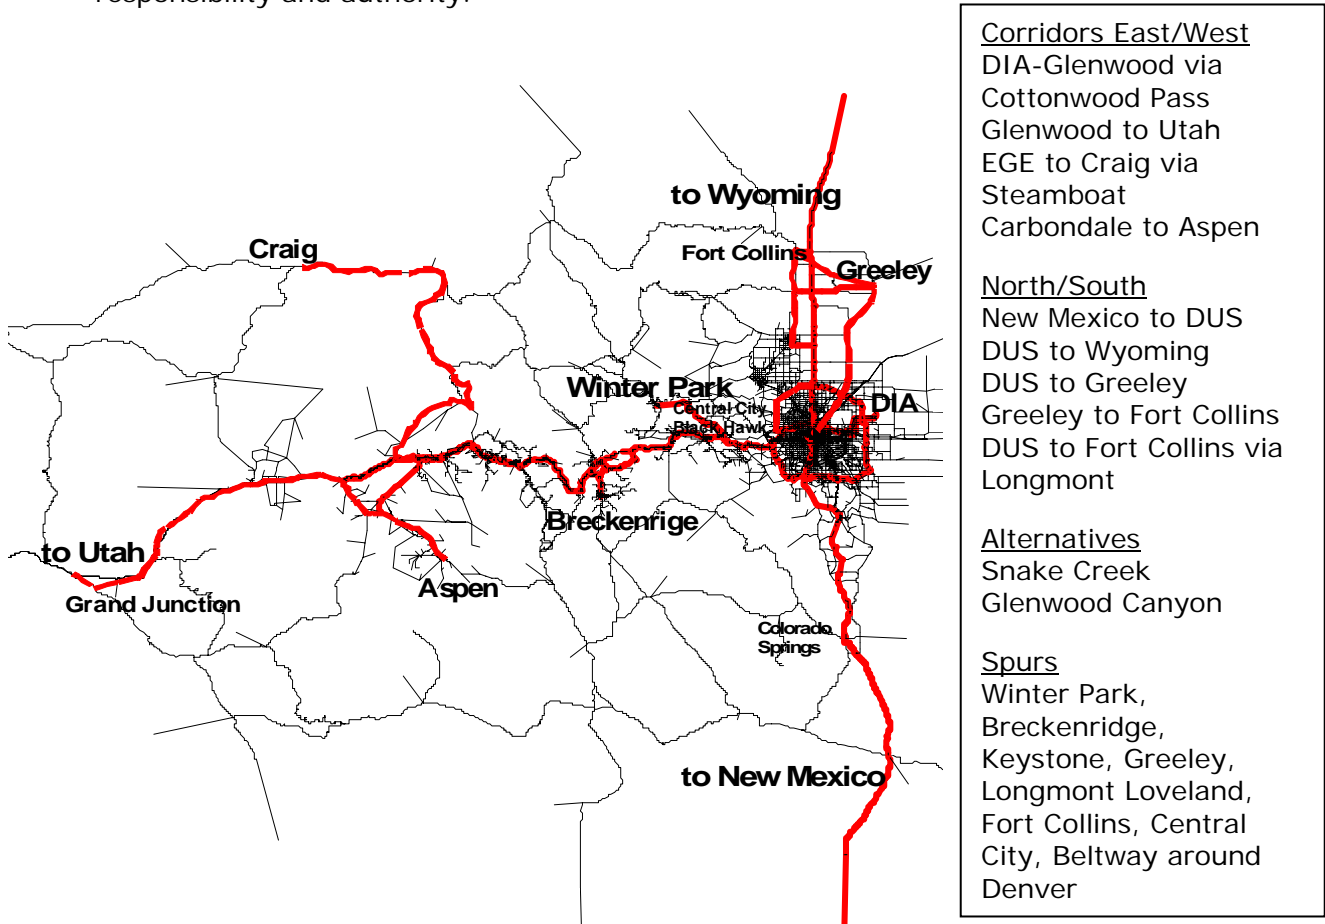 responsibility and authority.
to Wyoming
Fort Collins
Craig
Greeley
Winter Park
Central City
Black Hawk
DIA
Breckenrige
to Utah
Grand Junction
Aspen
Colorado
Springs
to New Mexico
Corridors East/West
DIA-Glenwood via
Cottonwood Pass
Glenwood to Utah
EGE to Craig via
Steamboat
Carbondale to Aspen
North/South
New Mexico to DUS
DUS to Wyoming
DUS to Greeley
Greeley to Fort Collins
DUS to Fort Collins via
Longmont
Alternatives
Snake Creek
Glenwood Canyon
Spurs
Winter Park,
Breckenridge,
Keystone, Greeley,
Longmont Loveland,
Fort Collins, Central
City, Beltway around
Denver